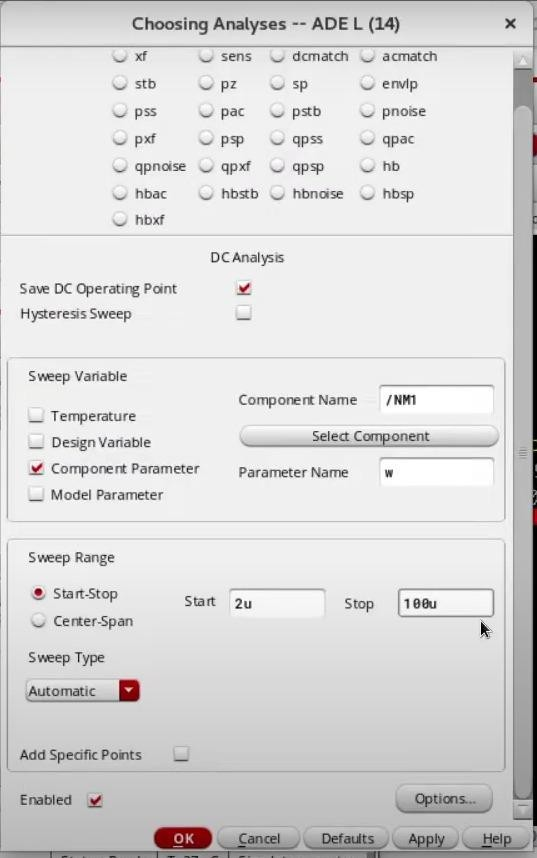 Choosing Analyses -- ADE L (14)
xf sens dcmatch acmatch
stb pz sp envlp
pss pac pstb pnoise
pxf psp qpss qpac
qpnoise qpxf qpsp hb
hbac hbstb hbnoise hbsp
hbxf
DC Analysis
Save DC Operating Point
Hysteresis Sweep
Sweep Variable
Temperature
Design Variable
Component Parameter
Model Parameter
Component Name /NM1
Select Component
Parameter Name w
Sweep Range
Start-Stop
Center-Span
Start 2u Stop 100u
Sweep Type
Automatic
Add Specific Points
Enabled
Options...
OK Cancel Defaults Apply Help